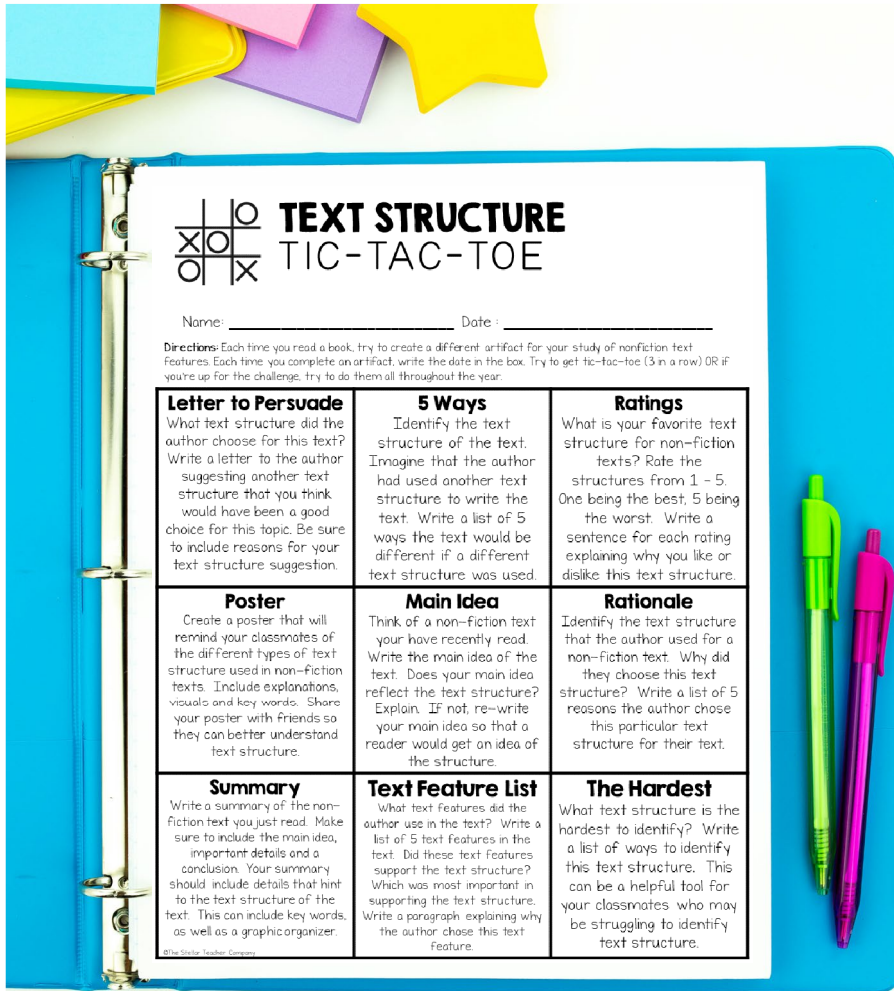 TEXT STRUCTURE
TIC-TAC-TOE
Name: Date :
Directions: Each time you read a book, try to create a different artifact for your study of nonfiction text
features. Each time you complete an artifact, write the date in the box. Try to get tic-tac-toe (3 in a row) OR if
you're up for the challenge, try to do them all throughout the year.
Letter to Persuade
What text structure did the
author choose for this text?
Write a letter to the author
suggesting another text
structure that you think
would have been a good
choice for this topic. Be sure
to include reasons for your
text structure suggestion.
5 Ways
Identify the text
structure of the text.
Imagine that the author
had used another text
structure to write the
text. Write a list of 5
ways the text would be
different if a different
text structure was used.
Ratings
What is your favorite text
structure for non-fiction
texts? Rate the
structures from 1 - 5.
One being the best, 5 being
the worst. Write a
sentence for each rating
explaining why you like or
dislike this text structure.
Poster
Create a poster that will
remind your classmates of
the different types of text
structure used in non-fiction
texts. Include explanations,
visuals and key words. Share
your poster with friends so
they can better understand
text structure.
Main Idea
Think of a non-fiction text
your have recently read.
Write the main idea of the
text. Does your main idea
reflect the text structure?
Explain. If not, re-write
your main idea so that a
reader would get an idea of
the structure.
Rationale
Identify the text structure
that the author used for a
non-fiction text. Why did
they choose this text
structure? Write a list of 5
reasons the author chose
this particular text
structure for their text.
Summary
Write a summary of the non-
fiction text you just read. Make
sure to include the main idea,
important details and a
conclusion. Your summary
should include details that hint
to the text structure of the
text. This can include key words,
as well as a graphic organizer.
Text Feature List
What text features did the
author use in the text? Write a
list of 5 text features in the
text. Did these text features
support the text structure?
Which was most important in
supporting the text structure.
Write a paragraph explaining why
the author chose this text
feature.
The Hardest
What text structure is the
hardest to identify? Write
a list of ways to identify
this text structure. This
can be a helpful tool for
your classmates who may
be struggling to identify
text structure.
©The Stellar Teacher Company